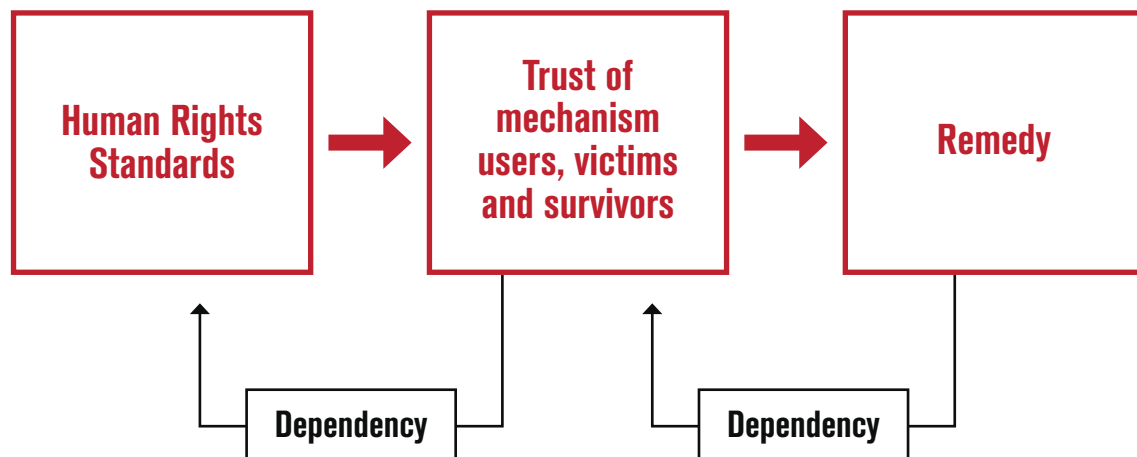 Human Rights
Standards
Trust of
mechanism
users, victims
and survivors
Remedy
Dependency
Dependency